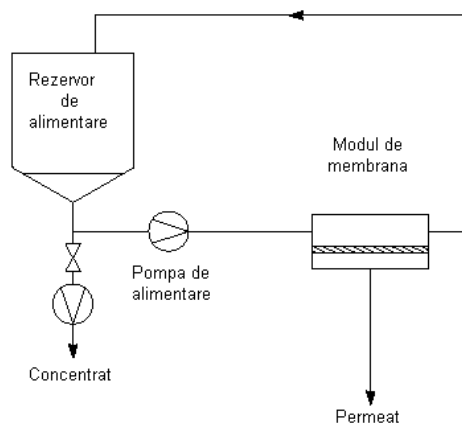 Rezervor
de
alimentare
Modul de
membrana
Pompa de
alimentare
Concentrat
Permeat